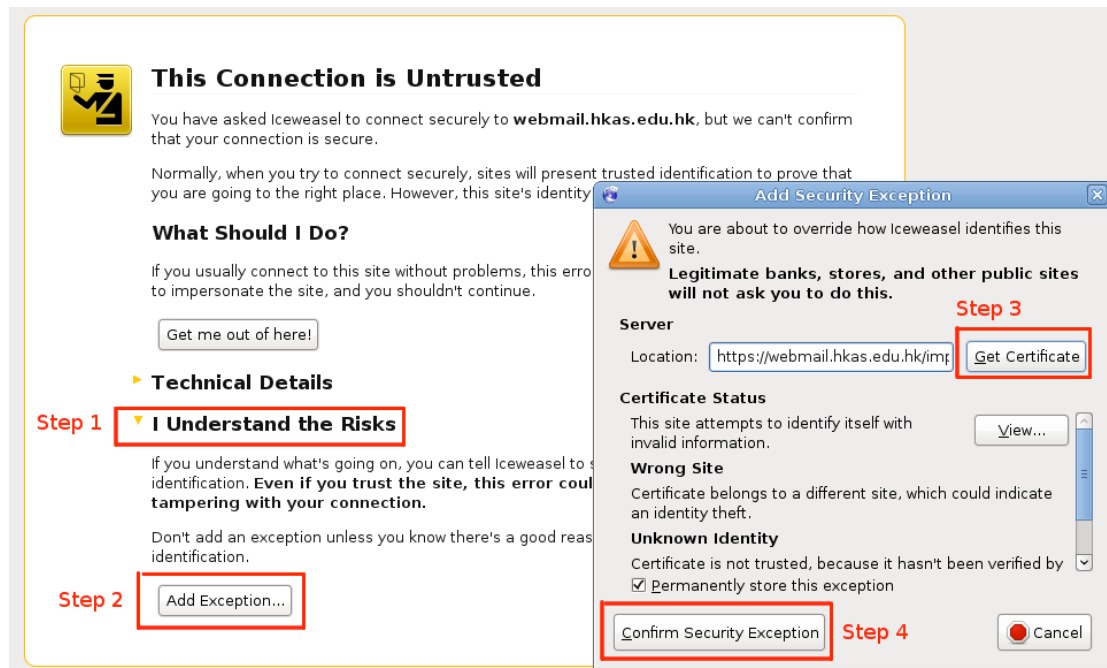 This Connection is Untrusted
You have asked Iceweasel to connect securely to webmail.hkas.edu.hk, but we can't confirm
that your connection is secure.
Normally, when you try to connect securely, sites will present trusted identification to prove that
you are going to the right place. However, this site's identity
What Should I Do?
If you usually connect to this site without problems, this erro
to impersonate the site, and you shouldn't continue.
Get me out of here!
Technical Details
Step 1
I Understand the Risks
If you understand what's going on, you can tell Iceweasel to s
identification. Even if you trust the site, this error coul
tampering with your connection.
Don't add an exception unless you know there's a good reas
identification.
Step 2
Add Exception...
Add Security Exception
You are about to override how Iceweasel identifies this
site.
Legitimate banks, stores, and other public sites
will not ask you to do this.
Step 3
Server
Location: https://webmail.hkas.edu.hk/imp Get Certificate
Certificate Status
This site attempts to identify itself with
invalid information.
View...
Wrong Site
Certificate belongs to a different site, which could indicate
an identity theft.
Unknown Identity
Certificate is not trusted, because it hasn't been verified by
Permanently store this exception
Confirm Security Exception
Step 4
Cancel